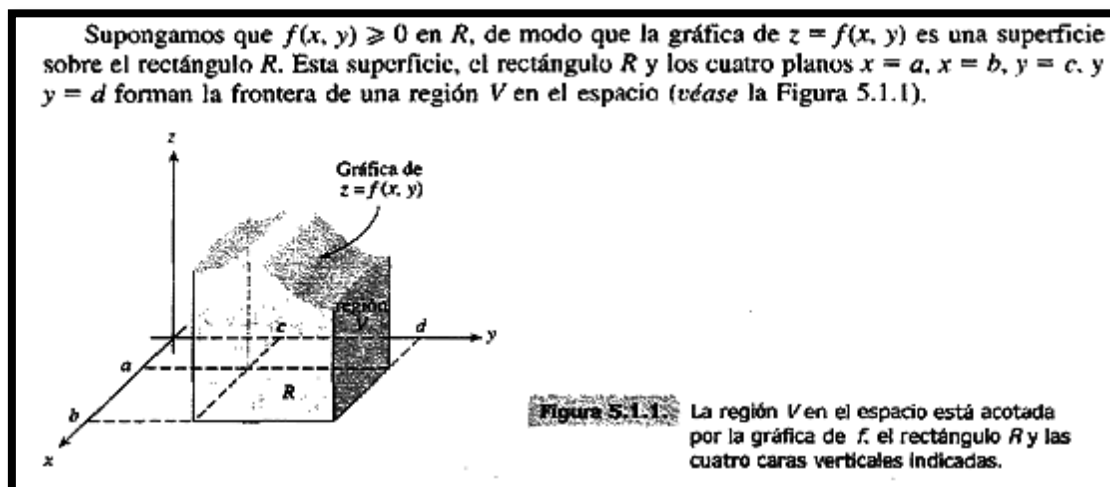 Supongamos que f(x, y) ⩾ 0 en R, de modo que la gráfica de z = f(x, y) es una superficie
sobre el rectángulo R. Esta superficie, el rectángulo R y los cuatro planos x = a, x = b, y = c, y
y = d forman la frontera de una región V en el espacio (véase la Figura 5.1.1).
z
Gráfica de
z = f(x, y)
región
V
c
d
y
a
R
b
x
Figura 5.1.1. La región V en el espacio está acotada
por la gráfica de f, el rectángulo R y las
cuatro caras verticales indicadas.